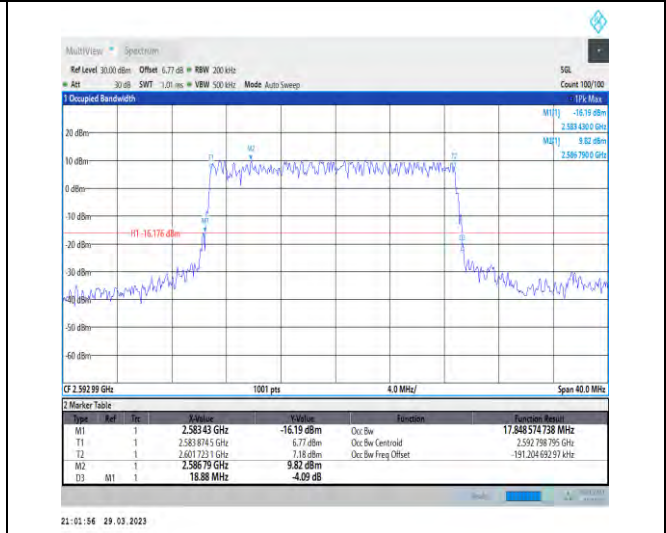 MultiView Spectrum
Ref Level 30.00 dBm Offset 6.77 dB RBW 200 kHz SGL
Att 30 dB SWT 1.01 ms VBW 500 kHz Mode Auto Sweep Count 100/100
1 Occupied Bandwidth 1Pk Max
M1[1] -16.19 dBm
2.583 430 0 GHz
M2[1] 9.82 dBm
2.586 790 0 GHz
20 dBm
M2
T1
T2
10 dBm
0 dBm
-10 dBm
M1
H1 -16.176 dBm
D3
-20 dBm
-30 dBm
-40 dBm
-50 dBm
-60 dBm
CF 2.592 99 GHz 1001 pts 4.0 MHz/ Span 40.0 MHz
2 Marker Table
Type Ref Trc X-Value Y-Value Function Function Result
M1 1 2.583 43 GHz -16.19 dBm Occ Bw 17.848 574 738 MHz
T1 1 2.583 874 5 GHz 6.77 dBm Occ Bw Centroid 2.592 798 795 GHz
T2 1 2.601 723 1 GHz 7.18 dBm Occ Bw Freq Offset -191.204 692 97 kHz
M2 1 2.586 79 GHz 9.82 dBm
D3 M1 1 18.88 MHz -4.09 dB
Ready
21:01:56 29.03.2023